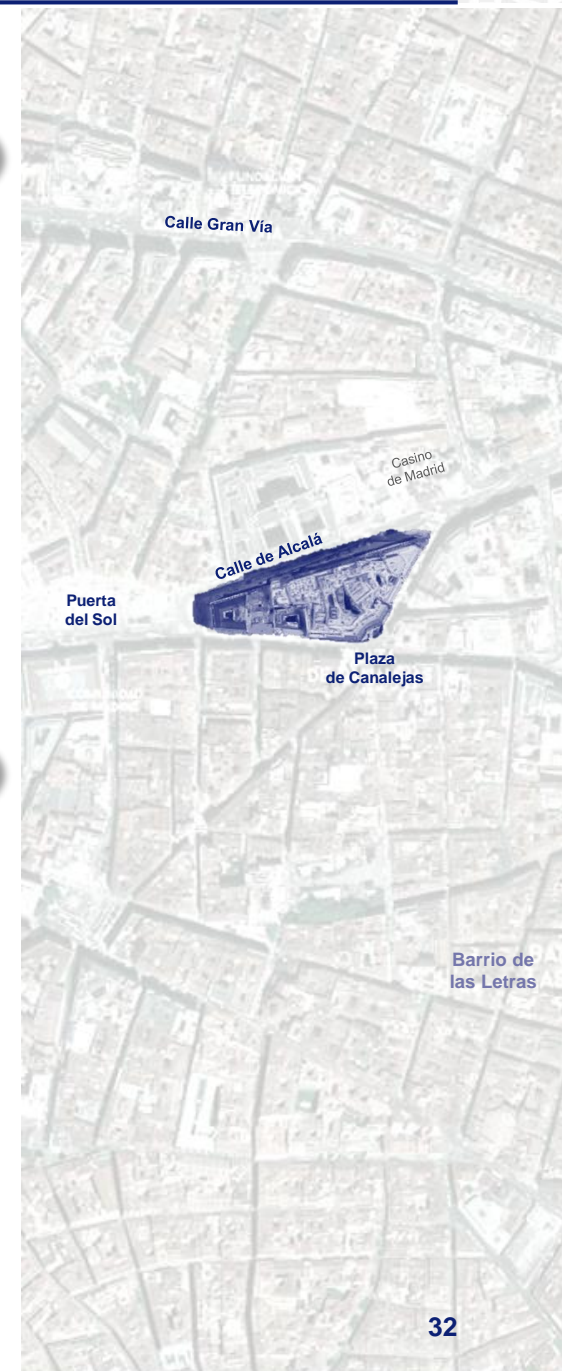 Calle Gran Vía
Casino
de Madrid
Calle de Alcalá
Puerta
del Sol
Plaza
de Canalejas
Barrio de
las Letras
32